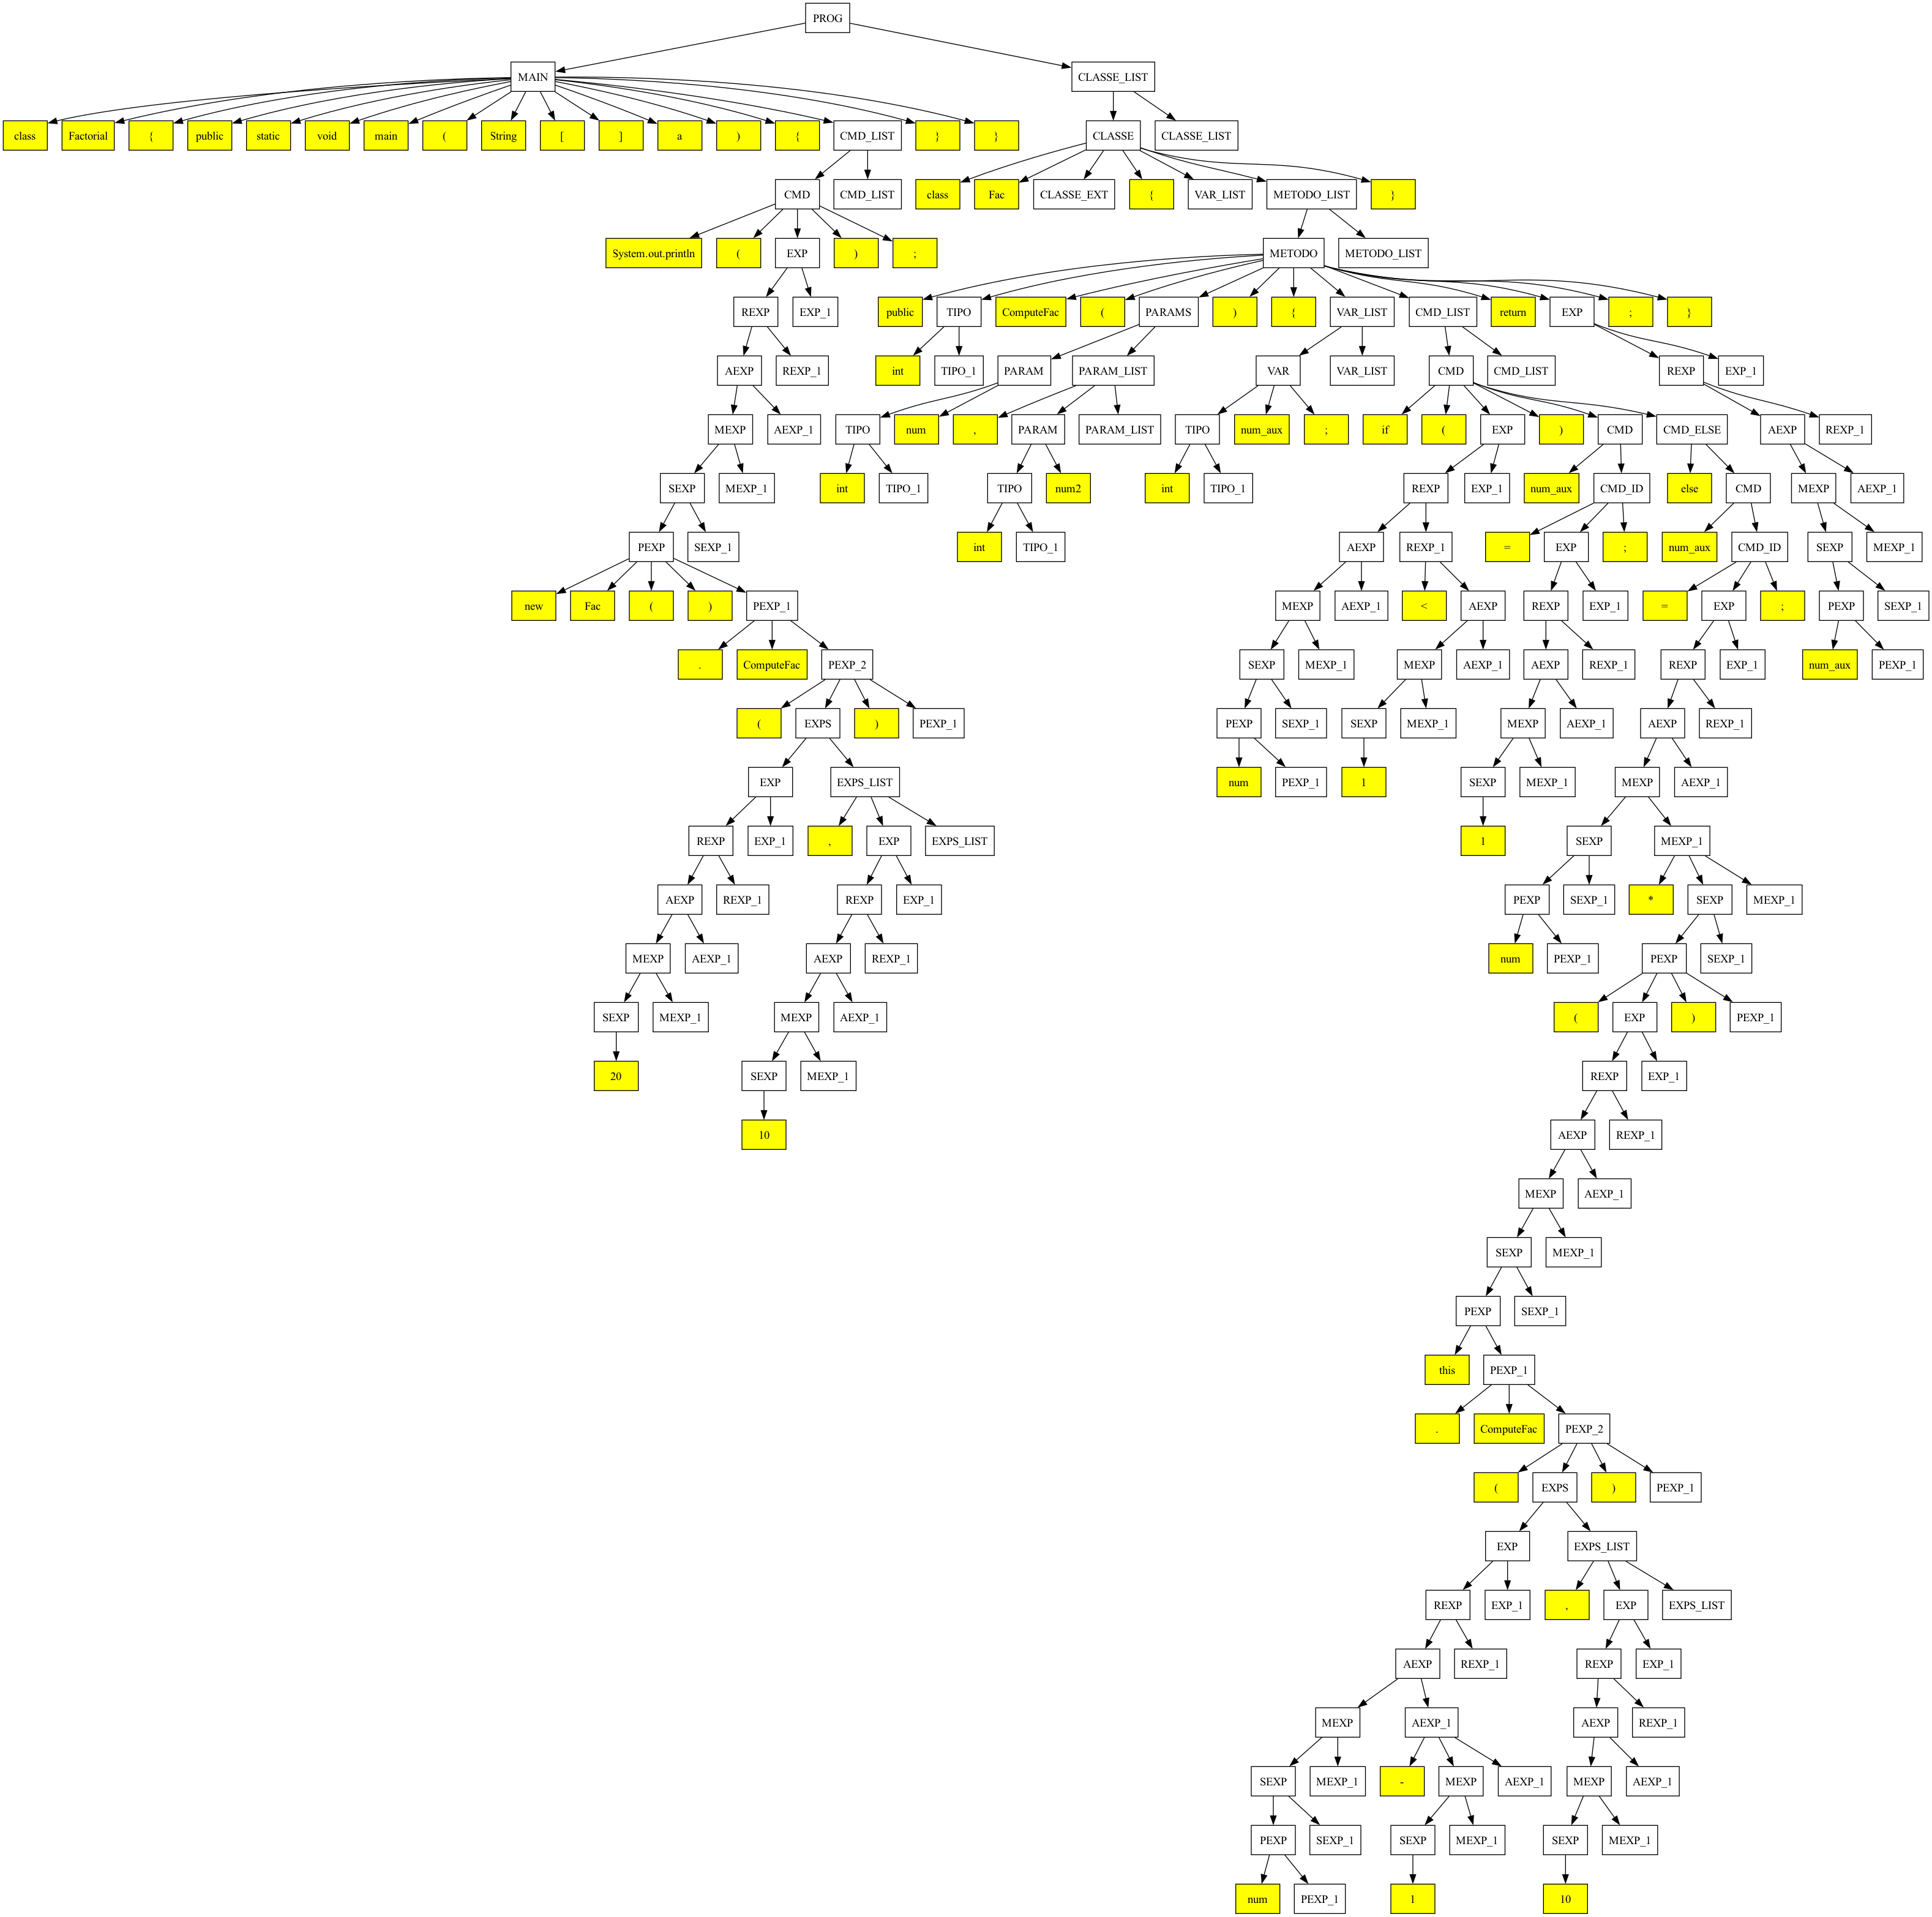 PROG
MAIN CLASSE_LIST
class Factorial { public static void main ( String [ ] a ) { CMD_LIST } } CLASSE CLASSE_LIST
CMD CMD_LIST class Fac CLASSE_EXT { VAR_LIST METODO_LIST }
System.out.println ( EXP ) ; METODO METODO_LIST
REXP EXP_1 public TIPO ComputeFac ( PARAMS ) { VAR_LIST CMD_LIST return EXP ; }
AEXP REXP_1 int TIPO_1 PARAM PARAM_LIST VAR VAR_LIST CMD CMD_LIST REXP EXP_1
MEXP AEXP_1 TIPO num , PARAM PARAM_LIST TIPO num_aux ; if ( EXP ) CMD CMD_ELSE AEXP REXP_1
SEXP MEXP_1 int TIPO_1 TIPO num2 int TIPO_1 REXP EXP_1 num_aux CMD_ID else CMD MEXP AEXP_1
PEXP SEXP_1 int TIPO_1 AEXP REXP_1 = EXP ; num_aux CMD_ID SEXP MEXP_1
new Fac ( ) PEXP_1 MEXP AEXP_1 < AEXP REXP EXP_1 = EXP ; PEXP SEXP_1
. ComputeFac PEXP_2 SEXP MEXP_1 MEXP AEXP_1 AEXP REXP_1 REXP EXP_1 num_aux PEXP_1
( EXPS ) PEXP_1 PEXP SEXP_1 SEXP MEXP_1 MEXP AEXP_1 AEXP REXP_1
EXP EXPS_LIST num PEXP_1 1 SEXP MEXP_1 MEXP AEXP_1
REXP EXP_1 , EXP EXPS_LIST 1 SEXP MEXP_1
AEXP REXP_1 REXP EXP_1 PEXP SEXP_1 * SEXP MEXP_1
MEXP AEXP_1 AEXP REXP_1 num PEXP_1 PEXP SEXP_1
SEXP MEXP_1 MEXP AEXP_1 ( EXP ) PEXP_1
20 SEXP MEXP_1 REXP EXP_1
10 AEXP REXP_1
MEXP AEXP_1
SEXP MEXP_1
PEXP SEXP_1
this PEXP_1
. ComputeFac PEXP_2
( EXPS ) PEXP_1
EXP EXPS_LIST
REXP EXP_1 , EXP EXPS_LIST
AEXP REXP_1 REXP EXP_1
MEXP AEXP_1 AEXP REXP_1
SEXP MEXP_1 - MEXP AEXP_1 MEXP AEXP_1
PEXP SEXP_1 SEXP MEXP_1 SEXP MEXP_1
num PEXP_1 1 10